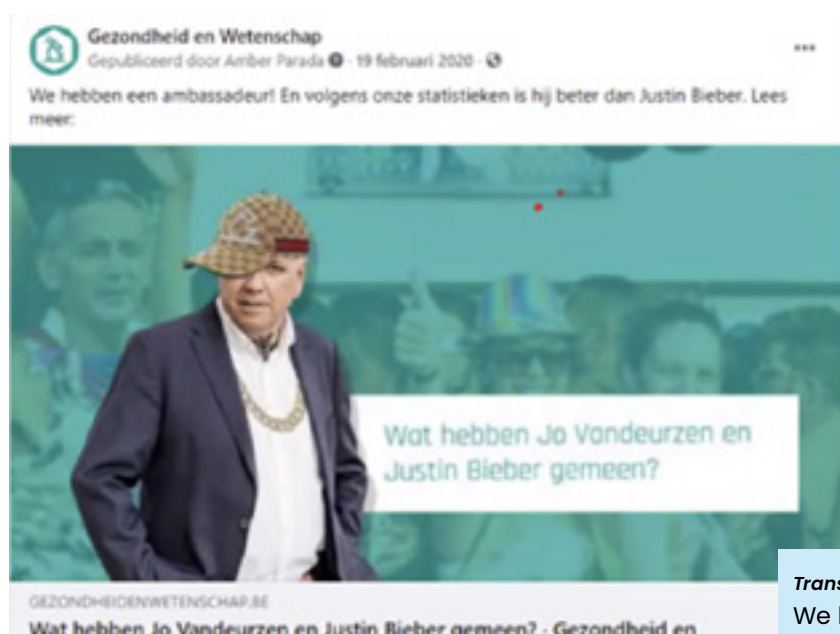 Gezondheid en Wetenschap
Gepubliceerd door Amber Parada · 19 februari 2020 ·
We hebben een ambassadeur! En volgens onze statistieken is hij beter dan Justin Bieber. Lees
meer:
Wat hebben Jo Vandeurzen en
Justin Bieber gemeen?
GEZONDHEIDENWETENSCHAP.BE
Wat hebben Jo Vandeurzen en Justin Bieber gemeen? - Gezondheid en
Trans
We